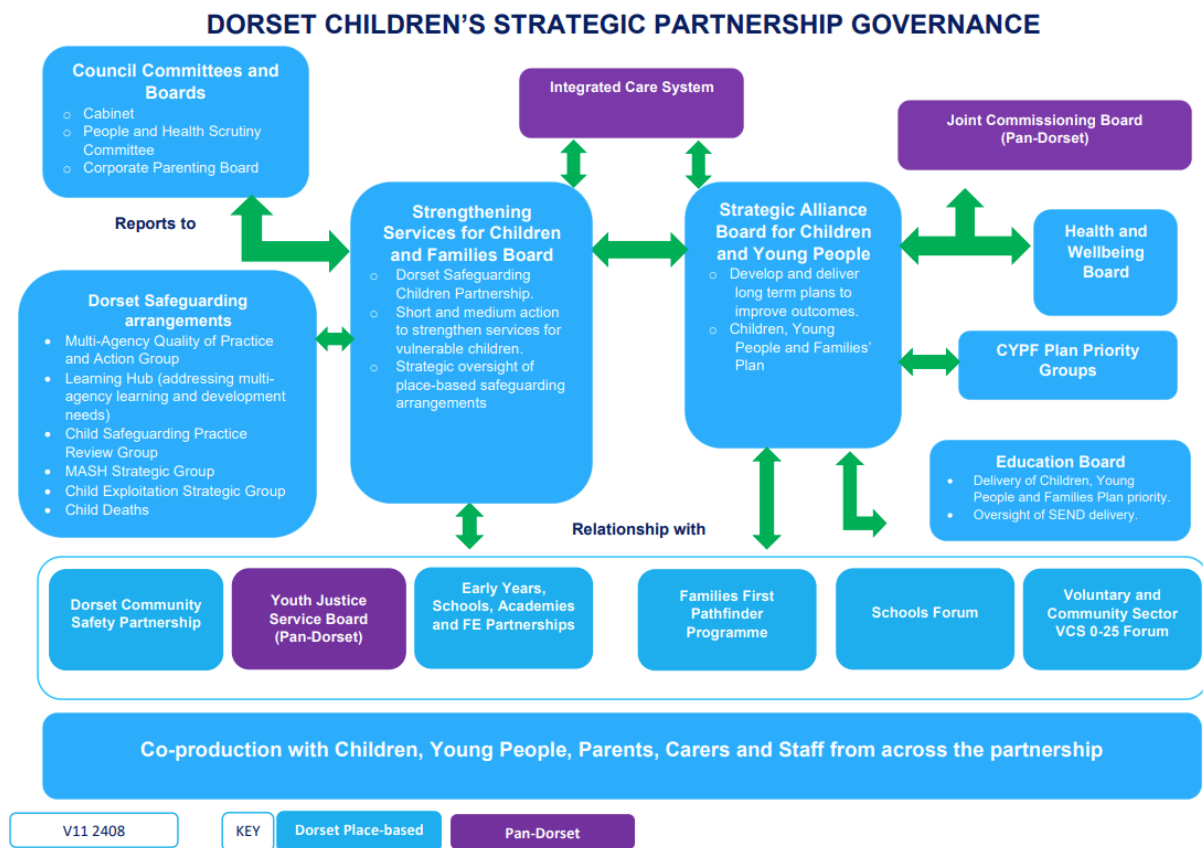 DORSET CHILDREN'S STRATEGIC PARTNERSHIP GOVERNANCE
Council Committees and
Boards
o Cabinet
o People and Health Scrutiny
Committee
o Corporate Parenting Board
Integrated Care System
Joint Commissioning Board
(Pan-Dorset)
Reports to
Strengthening
Services for Children
and Families Board
o Dorset Safeguarding
Children Partnership.
o Short and medium action
to strengthen services for
vulnerable children.
o Strategic oversight of
place-based safeguarding
arrangements
Strategic Alliance
Board for Children
and Young People
o Develop and deliver
long term plans to
improve outcomes.
o Children, Young
People and Families'
Plan
Health and
Wellbeing
Board
Dorset Safeguarding
arrangements
• Multi-Agency Quality of Practice
and Action Group
• Learning Hub (addressing multi-
agency learning and development
needs)
• Child Safeguarding Practice
Review Group
• MASH Strategic Group
• Child Exploitation Strategic Group
• Child Deaths
CYPF Plan Priority
Groups
Education Board
• Delivery of Children, Young
People and Families Plan priority.
• Oversight of SEND delivery.
Relationship with
Dorset Community
Safety Partnership
Youth Justice
Service Board
(Pan-Dorset)
Early Years,
Schools, Academies
and FE Partnerships
Families First
Pathfinder
Programme
Schools Forum
Voluntary and
Community Sector
VCS 0-25 Forum
Co-production with Children, Young People, Parents, Carers and Staff from across the partnership
V11 2408
KEY
Dorset Place-based
Pan-Dorset